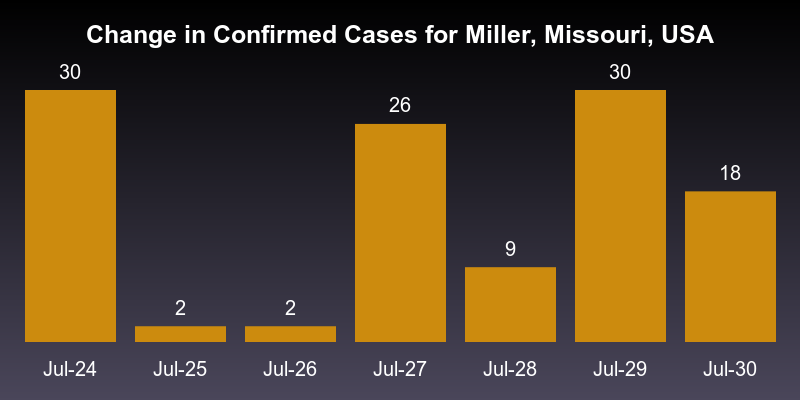 Change in Confirmed Cases for Miller, Missouri, USA
30
2
2
26
9
30
18
Jul-24
Jul-25
Jul-26
Jul-27
Jul-28
Jul-29
Jul-30